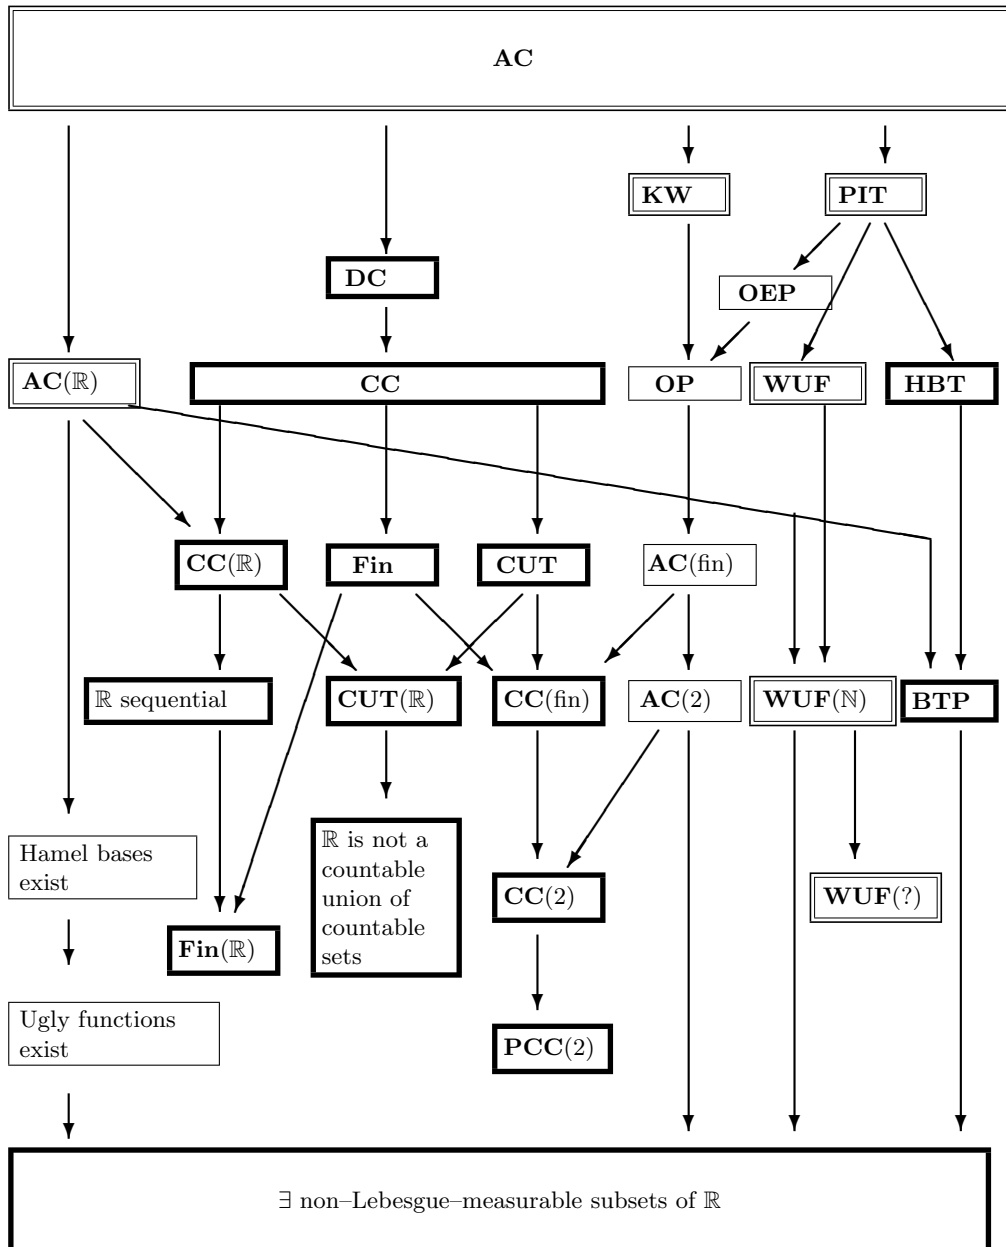 AC
KW
PIT
DC
OEP
AC(ℝ)
CC
OP
WUF
HBT
CC(ℝ)
Fin
CUT
AC(fin)
ℝ sequential
CUT(ℝ)
CC(fin)
AC(2)
WUF(ℕ)
BTP
Hamel bases
exist
ℝ is not a
countable
union of
countable
sets
CC(2)
WUF(?)
Fin(ℝ)
Ugly functions
exist
PCC(2)
∃ non–Lebesgue–measurable subsets of ℝ